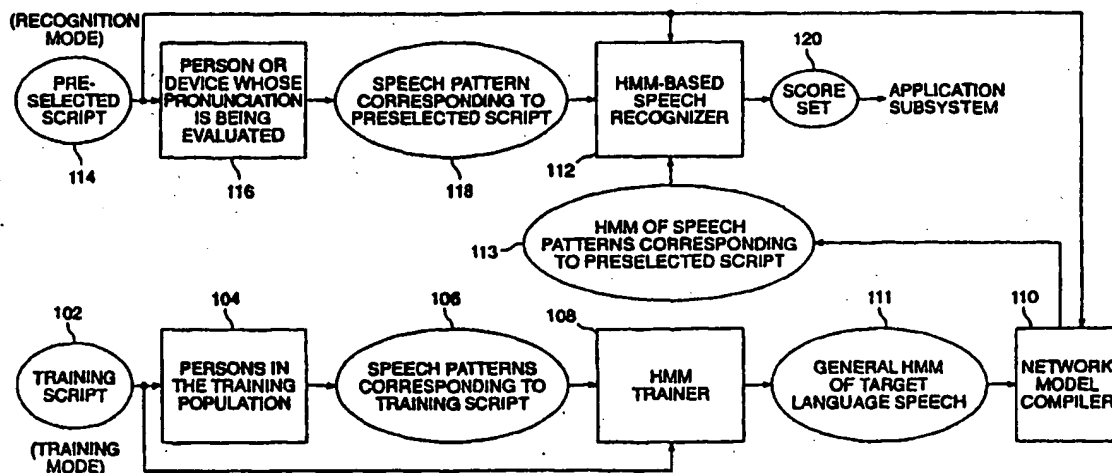 (RECOGNITION
MODE)
PRE-
SELECTED
SCRIPT
114
PERSON OR
DEVICE WHOSE
PRONUNCIATION
IS BEING
EVALUATED
116
SPEECH PATTERN
CORRESPONDING TO
PRESELECTED SCRIPT
118
HMM-BASED
SPEECH
RECOGNIZER
112
120
SCORE
SET
APPLICATION
SUBSYSTEM
113
HMM OF SPEECH
PATTERNS CORRESPONDING
TO PRESELECTED SCRIPT
102
TRAINING
SCRIPT
(TRAINING
MODE)
104
PERSONS IN
THE TRAINING
POPULATION
106
SPEECH PATTERNS
CORRESPONDING TO
TRAINING SCRIPT
108
HMM
TRAINER
111
GENERAL HMM
OF TARGET
LANGUAGE SPEECH
110
NETWORK
MODEL
COMPILER